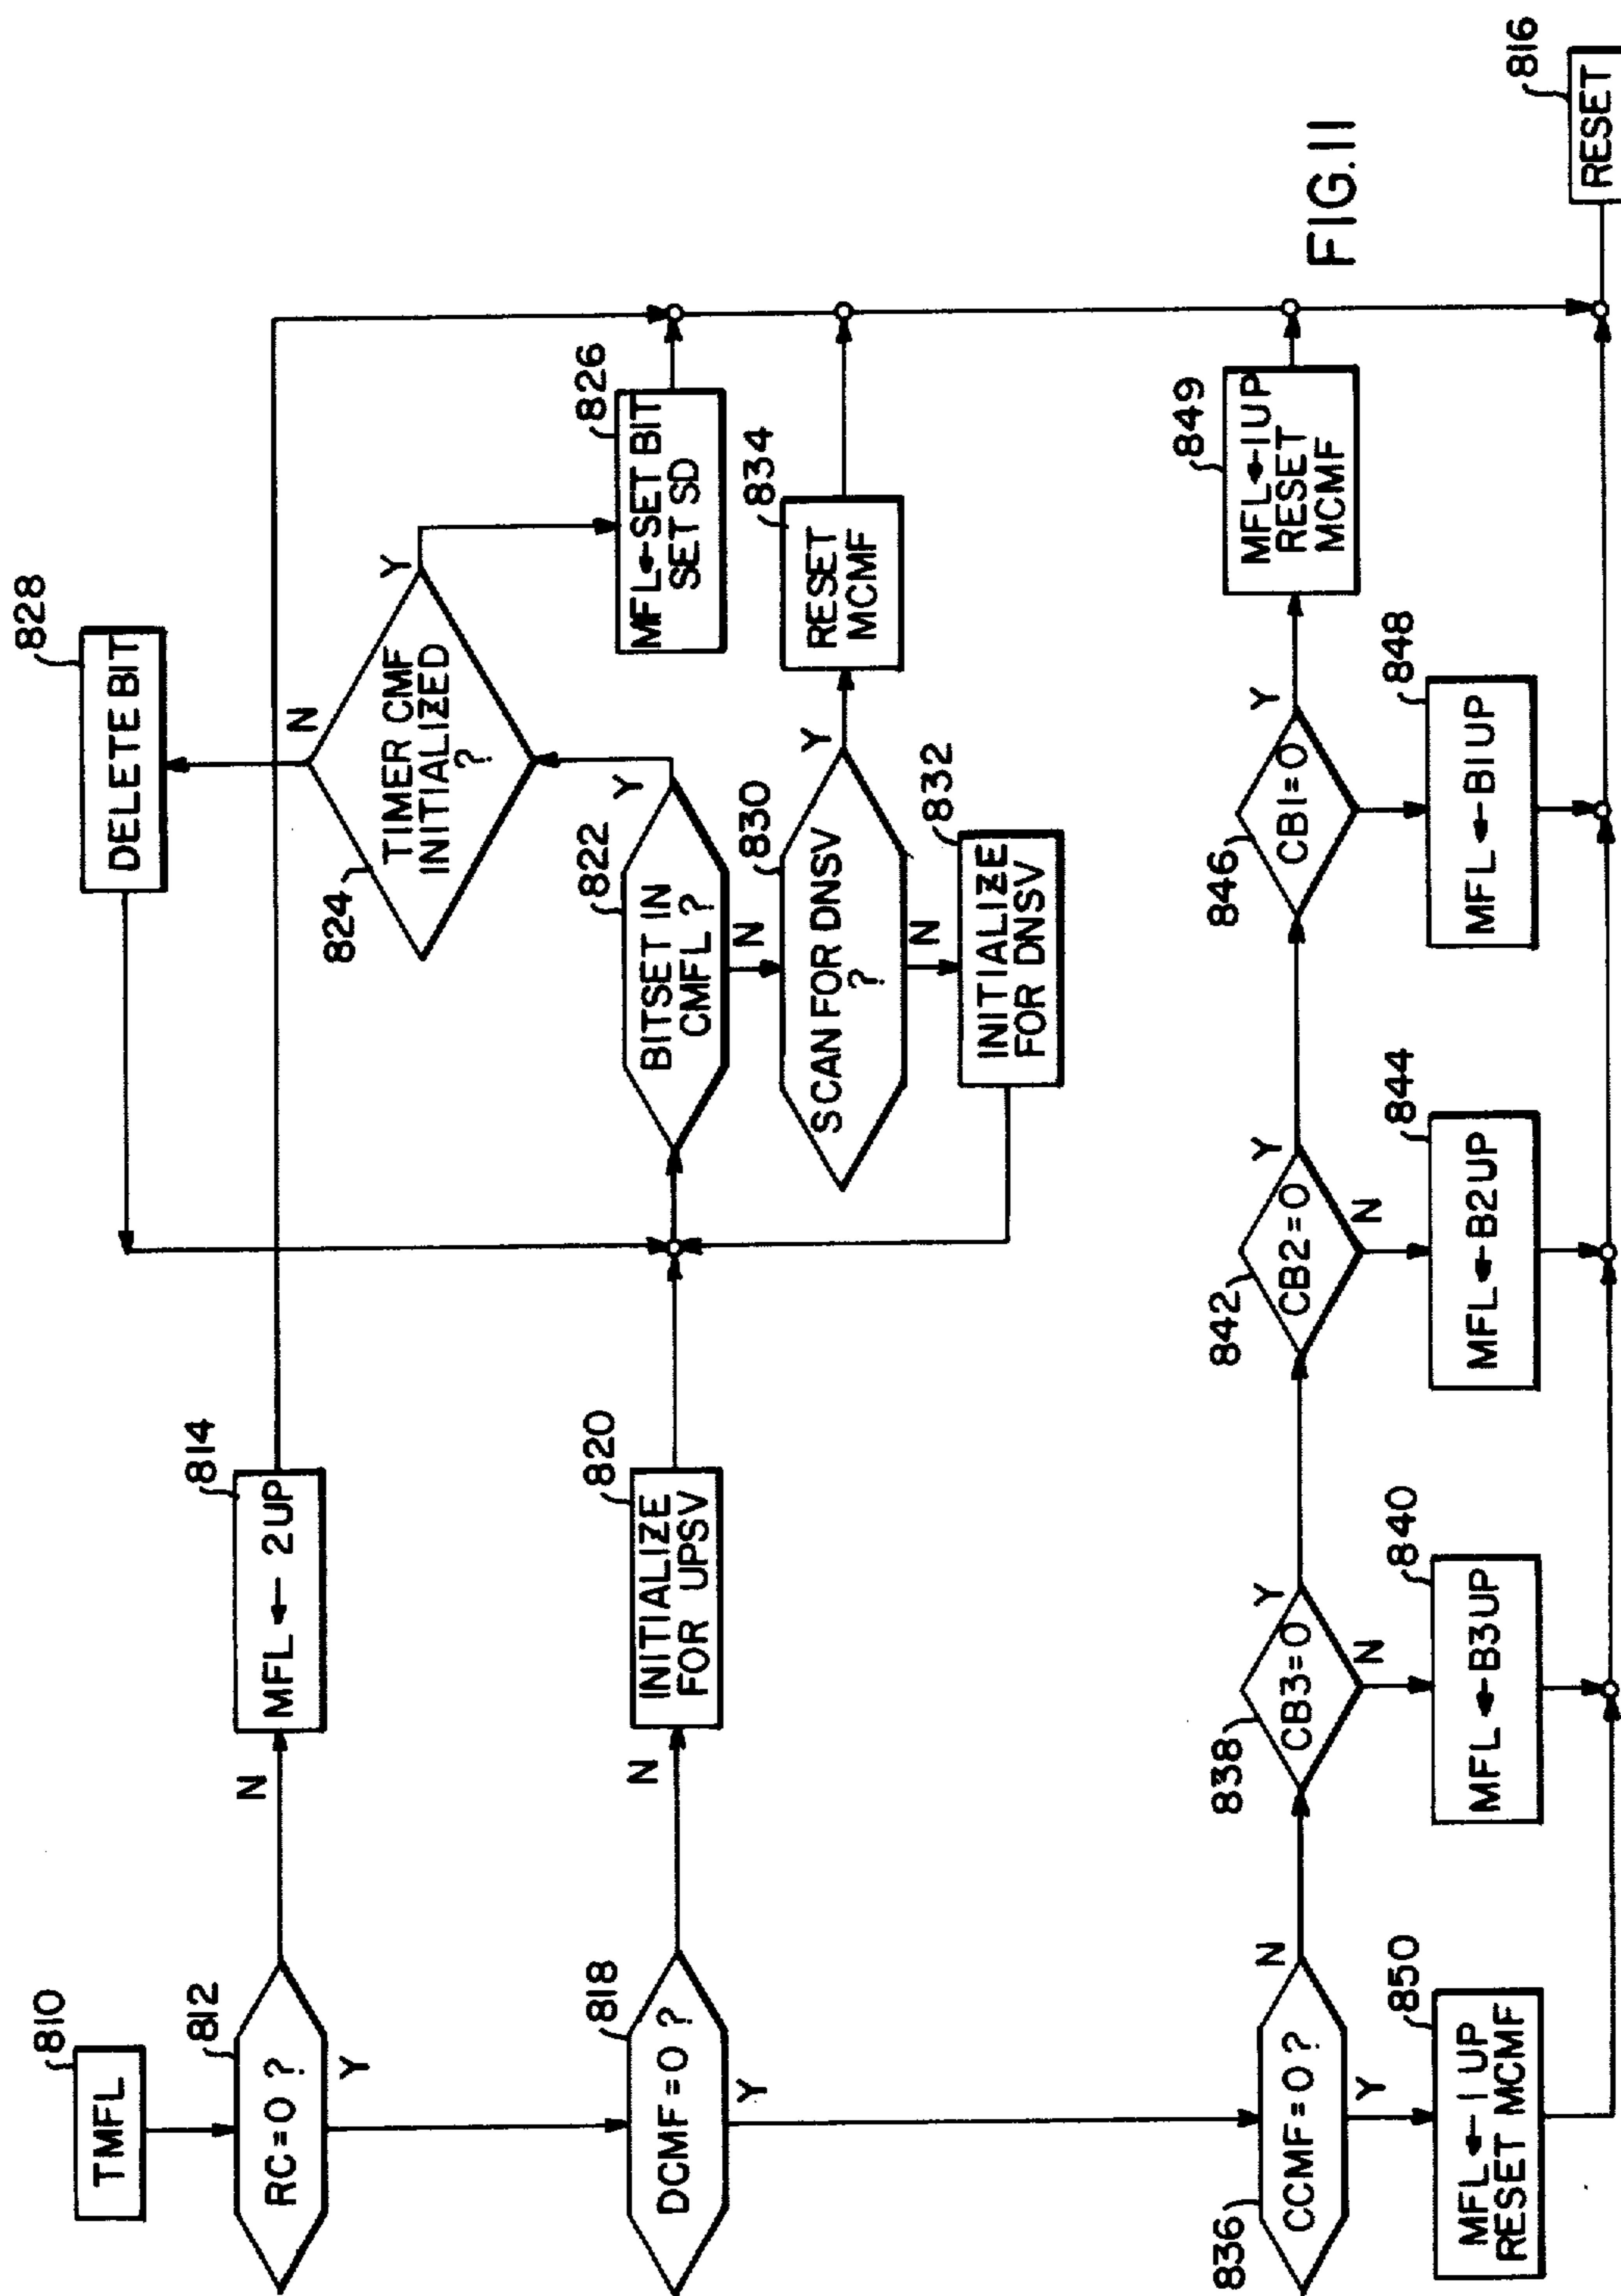 810
TMFL
812
RC=0 ?
N
Y
814
MFL ← 2UP
818
DCMF=0 ?
N
Y
820
INITIALIZE
FOR UPSV
828
DELETE BIT
824
TIMER CMF
INITIALIZED
?
N
Y
822
BITSET IN
CMFL ?
Y
N
826
MFL←SET BIT
SET SD
830
SCAN FOR DNSV
?
Y
N
832
INITIALIZE
FOR DNSV
834
RESET
MCMF
836
CCMF=0 ?
N
Y
850
MFL←1 UP
RESET MCMF
838
CB3=0
Y
N
840
MFL←B3UP
842
CB2=0
Y
N
844
MFL←B2UP
846
CB1=0
Y
848
MFL←B1UP
849
MFL←1UP
RESET
MCMF
816
RESET
FIG.11